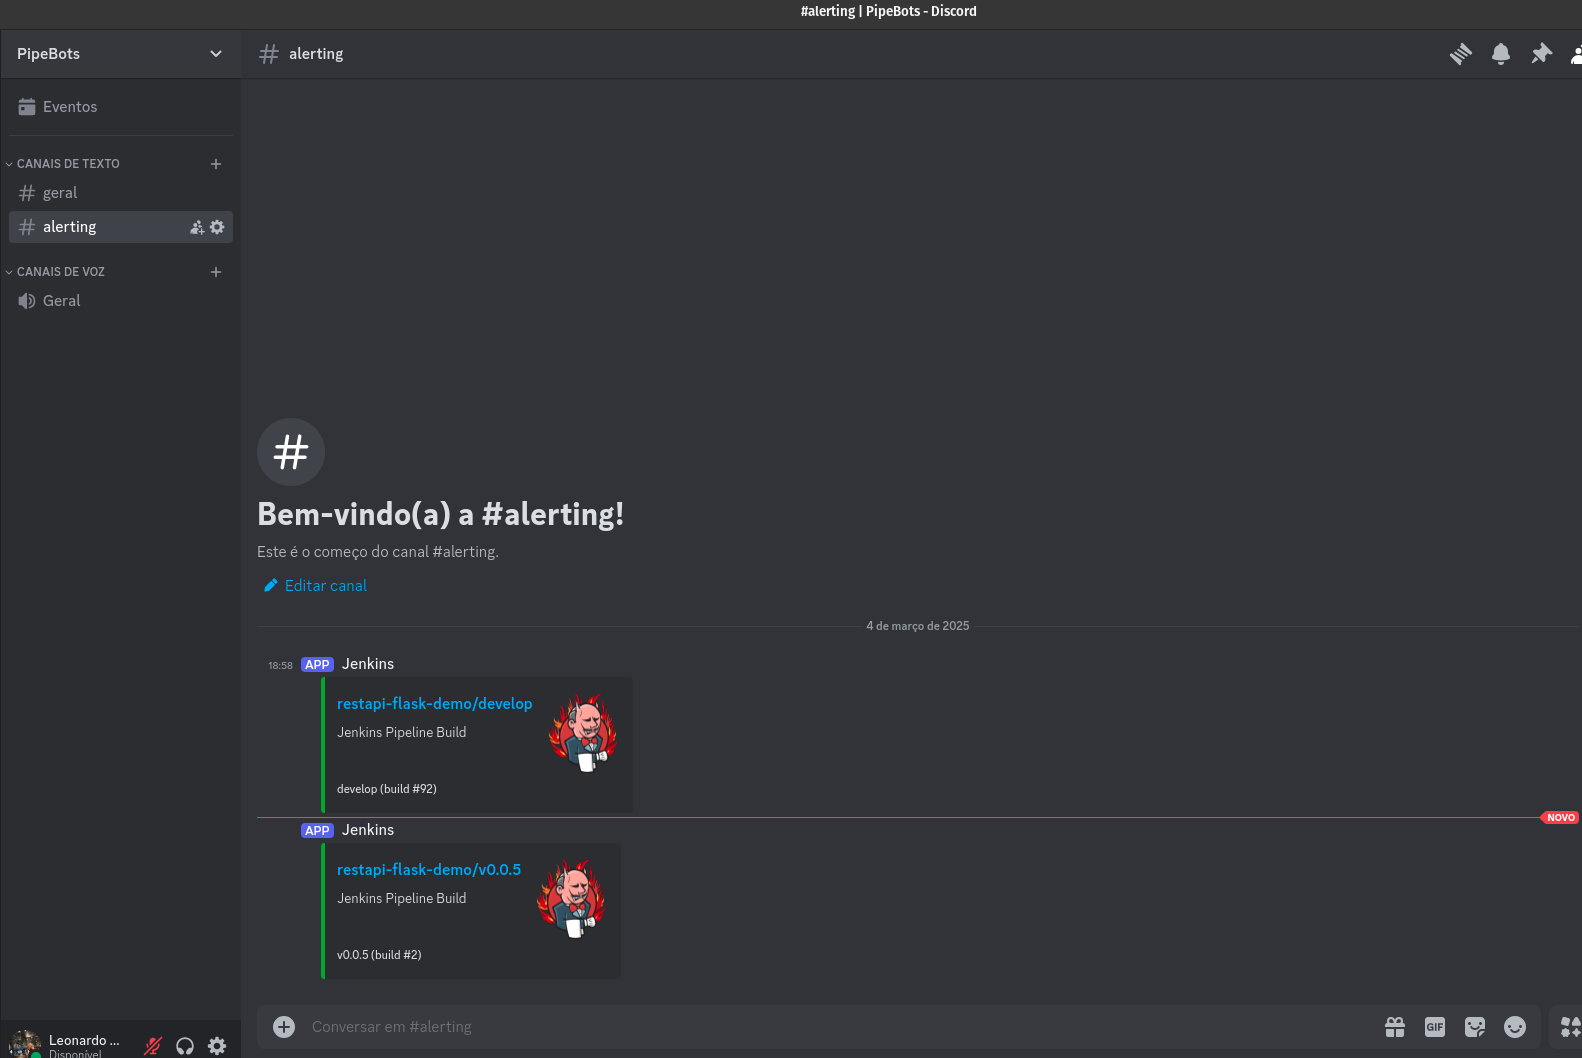 #alerting | PipeBots - Discord
PipeBots
Eventos
CANAIS DE TEXTO
geral
alerting
CANAIS DE VOZ
Geral
Leonardo ...
Disponível
alerting
Bem-vindo(a) a #alerting!
Este é o começo do canal #alerting.
Editar canal
4 de março de 2025
18:58 APP Jenkins
restapi-flask-demo/develop
Jenkins Pipeline Build
develop (build #92)
NOVO
APP Jenkins
restapi-flask-demo/v0.0.5
Jenkins Pipeline Build
v0.0.5 (build #2)
Conversar em #alerting
GIF